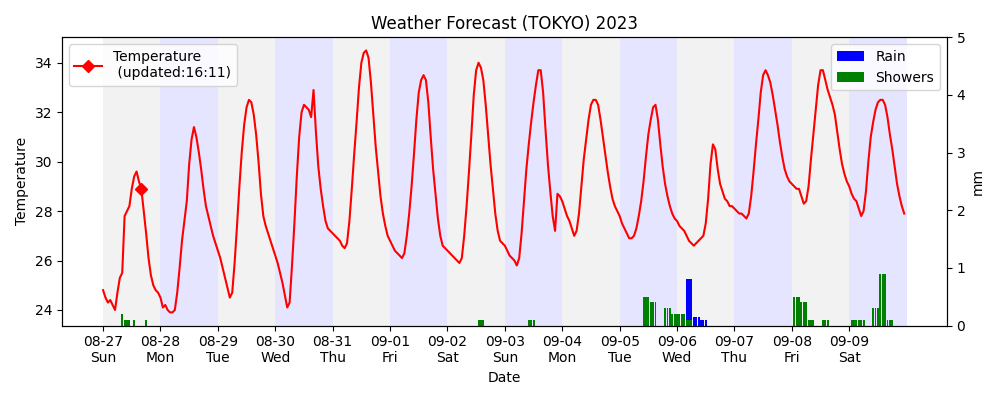 Weather Forecast (TOKYO) 2023
Temperature
(updated:16:11)
Rain
Showers
Temperature
34
32
30
28
26
24
5
4
3
2
1
0
mm
08-27 08-28 08-29 08-30 08-31 09-01 09-02 09-03 09-04 09-05 09-06 09-07 09-08 09-09
Sun Mon Tue Wed Thu Fri Sat Sun Mon Tue Wed Thu Fri Sat
Date